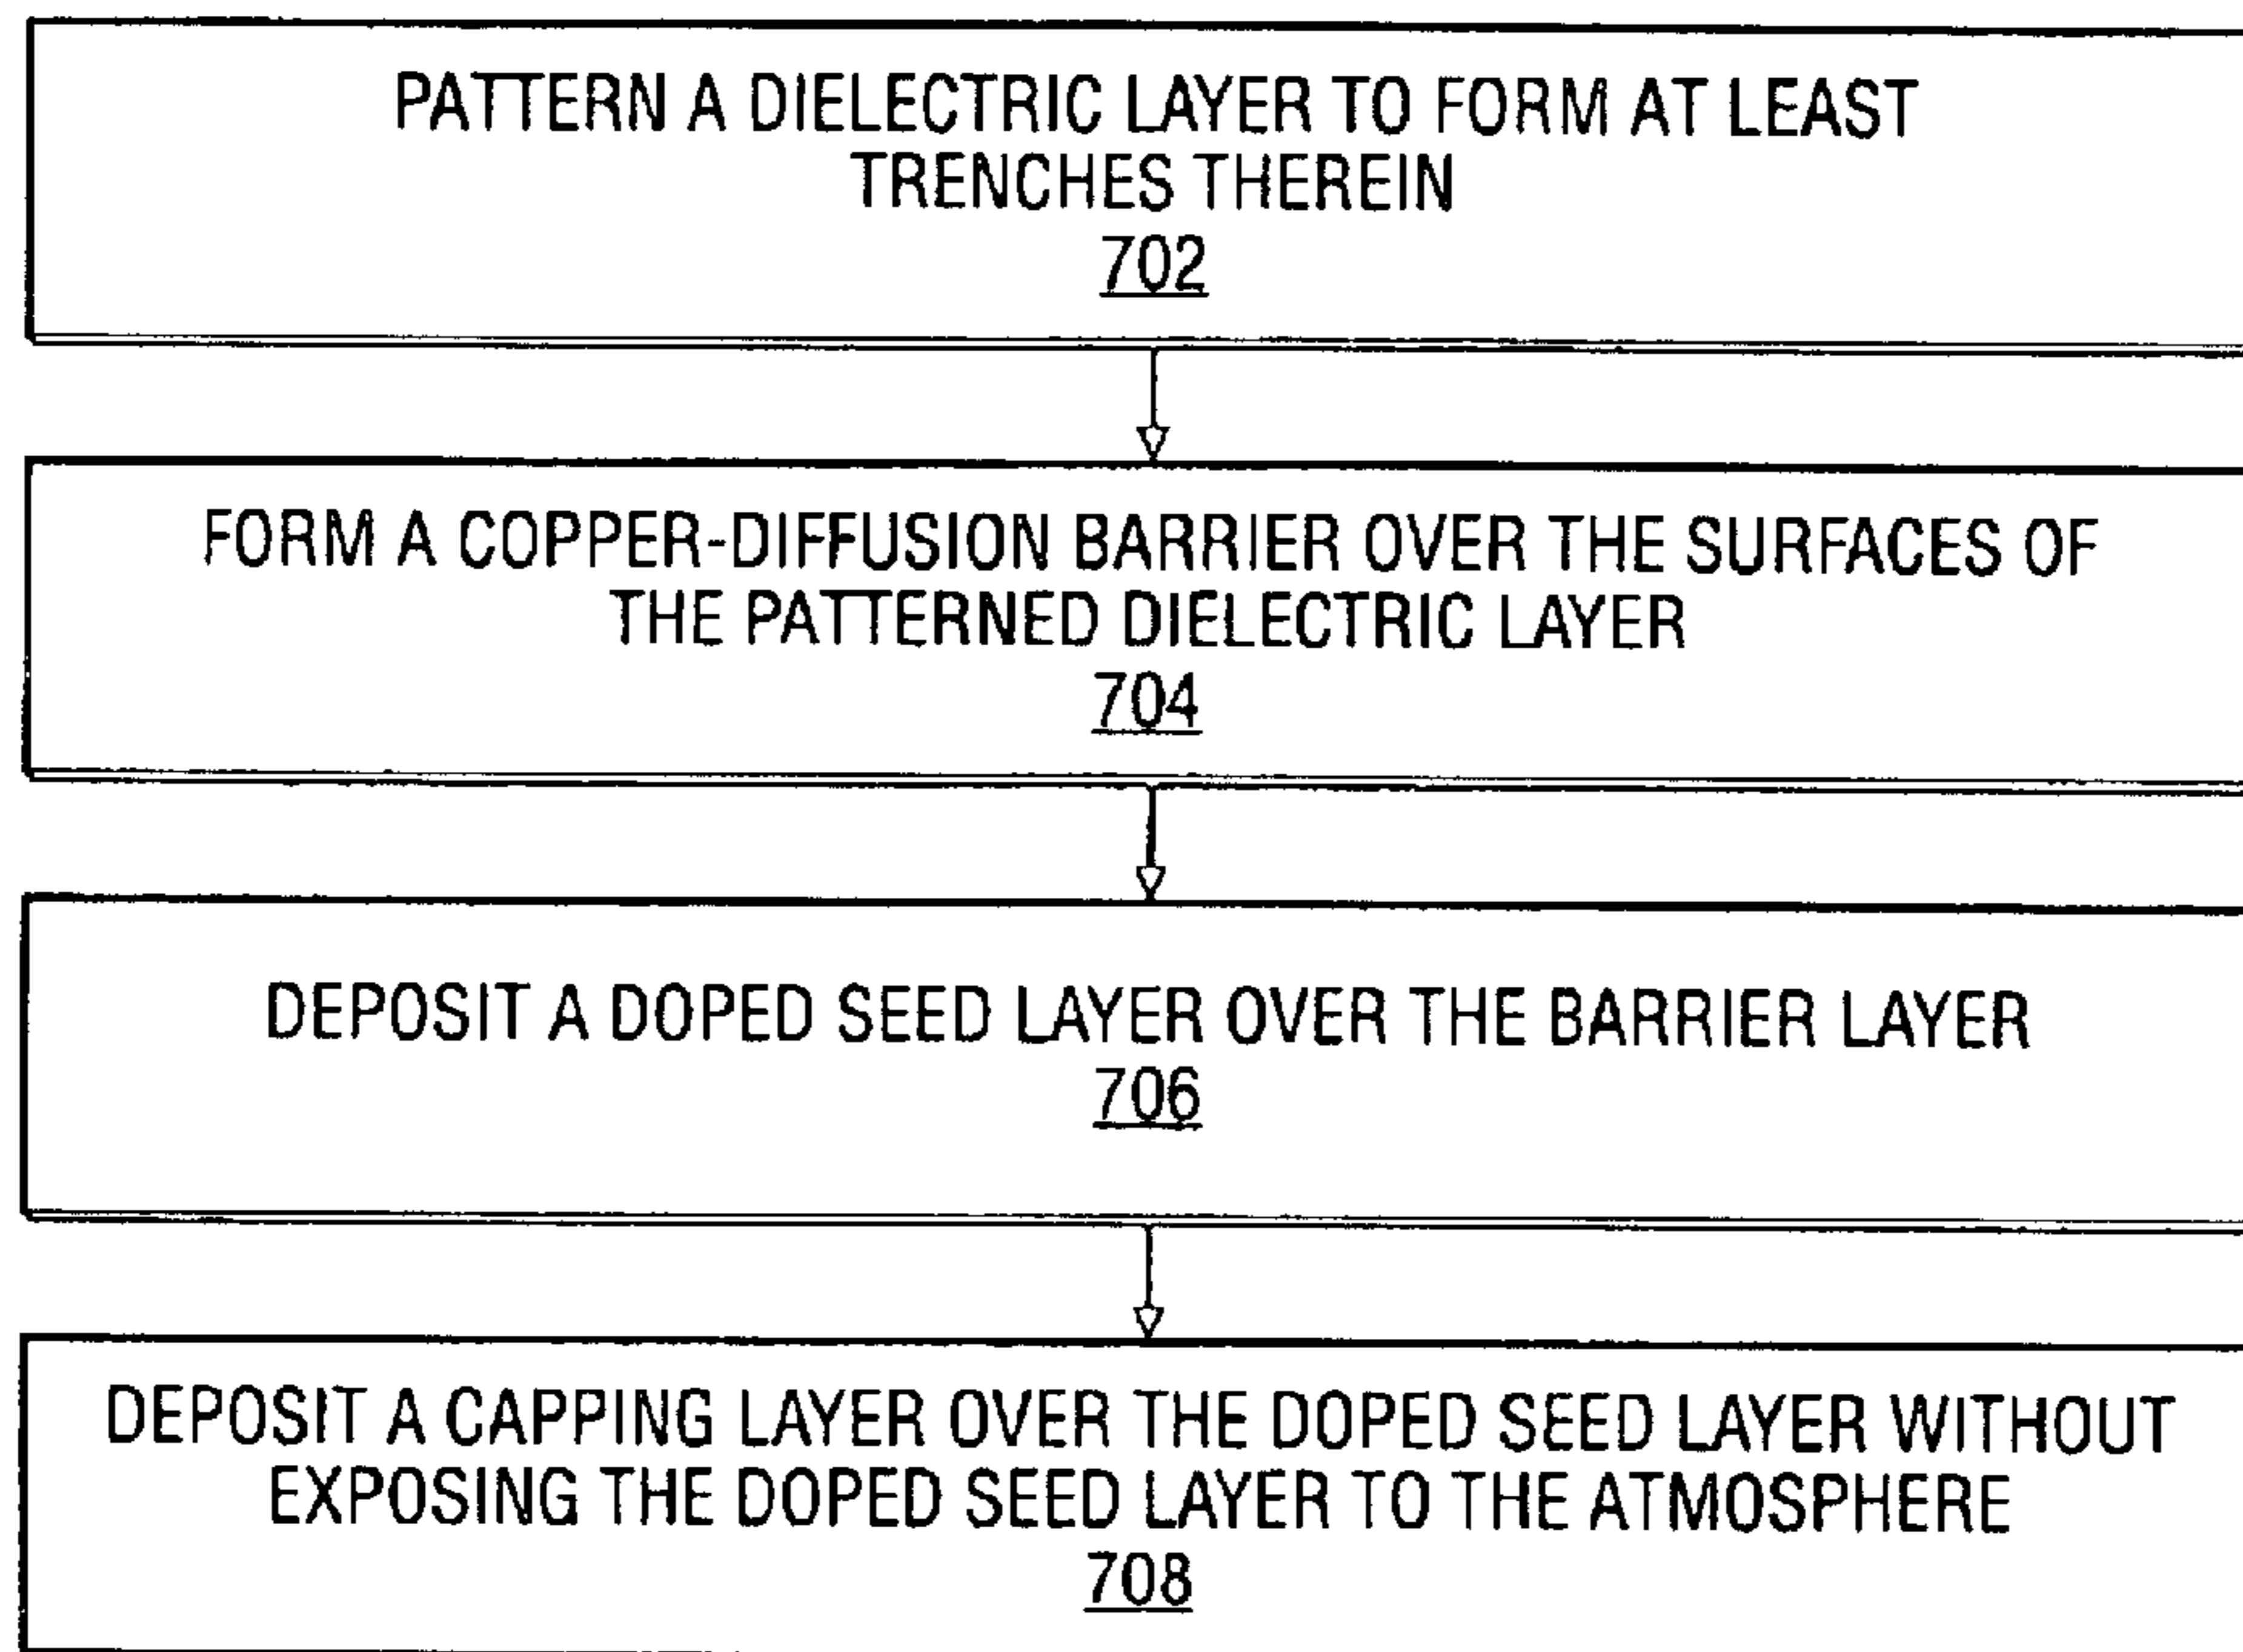 PATTERN A DIELECTRIC LAYER TO FORM AT LEAST
TRENCHES THEREIN
702
FORM A COPPER-DIFFUSION BARRIER OVER THE SURFACES OF
THE PATTERNED DIELECTRIC LAYER
704
DEPOSIT A DOPED SEED LAYER OVER THE BARRIER LAYER
706
DEPOSIT A CAPPING LAYER OVER THE DOPED SEED LAYER WITHOUT
EXPOSING THE DOPED SEED LAYER TO THE ATMOSPHERE
708